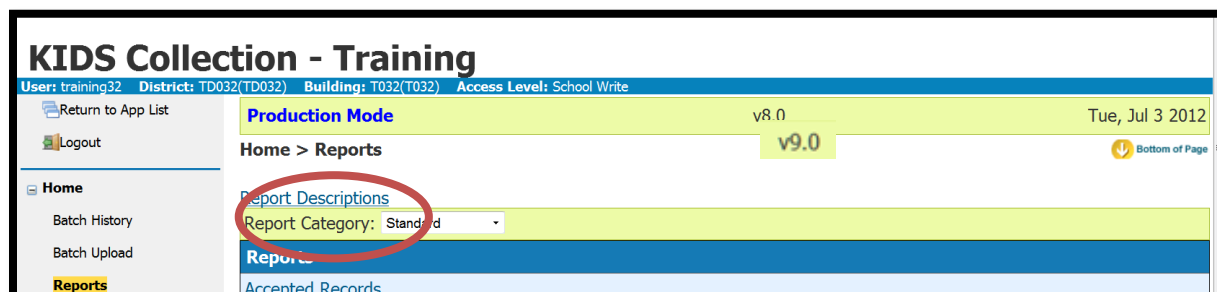 KIDS Collection - Training
User: training32 District: TD032(TD032) Building: T032(T032) Access Level: School Write
Return to App List
Logout
Home
Batch History
Batch Upload
Reports
Production Mode v8.0 Tue, Jul 3 2012
v9.0
Home > Reports Bottom of Page
Report Descriptions
Report Category: Standard
Reports
Accepted Records